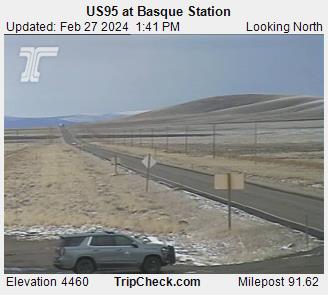 US95 at Basque Station
Updated: Feb 27 2024 1:41 PM Looking North
Elevation 4460 TripCheck.com Milepost 91.62